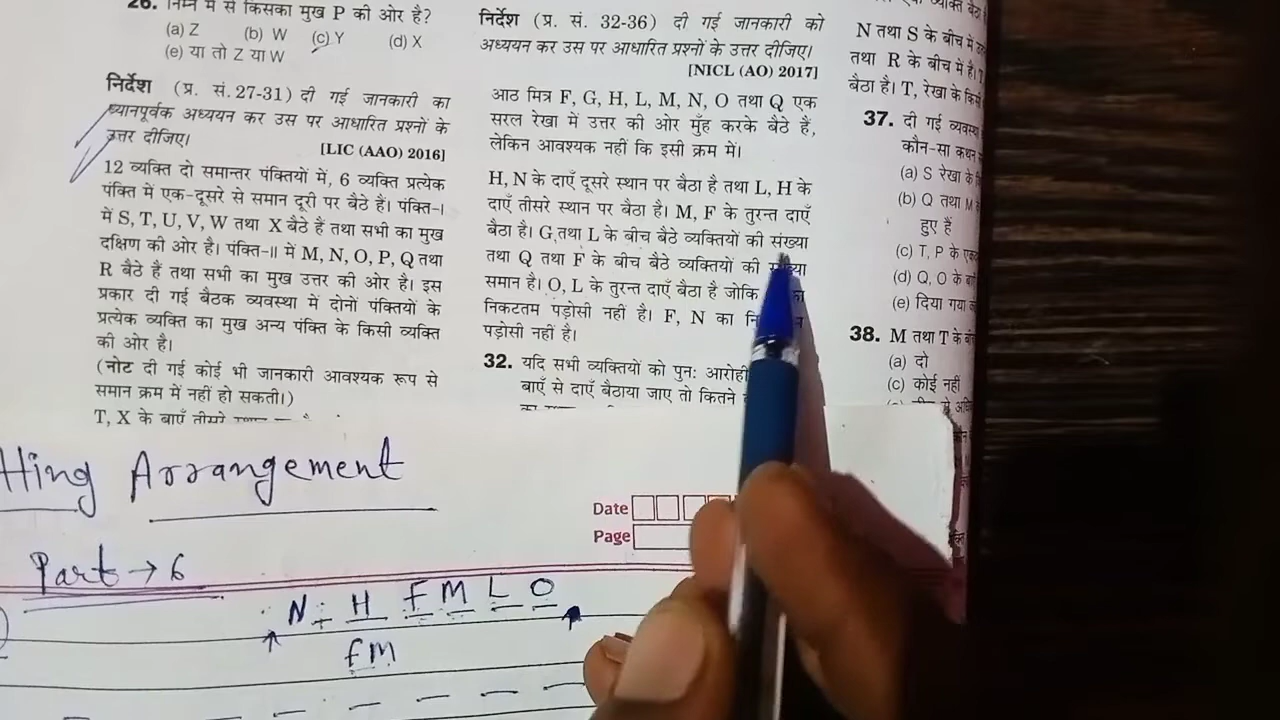 26. निम्न में से किसका मुख P की ओर है?
(a) Z (b) W (c) Y (d) X
(e) या तो Z या W
निर्देश (प्र. सं. 27-31) दी गई जानकारी का
ध्यानपूर्वक अध्ययन कर उस पर आधारित प्रश्नों के
उत्तर दीजिए।
[LIC (AAO) 2016]
12 व्यक्ति दो समान्तर पंक्तियों में, 6 व्यक्ति प्रत्येक
पंक्ति में एक-दूसरे से समान दूरी पर बैठे हैं। पंक्ति-I
में S, T, U, V, W तथा X बैठे हैं तथा सभी का मुख
दक्षिण की ओर है। पंक्ति-II में M, N, O, P, Q तथा
R बैठे हैं तथा सभी का मुख उत्तर की ओर है। इस
प्रकार दी गई बैठक व्यवस्था में दोनों पंक्तियों के
प्रत्येक व्यक्ति का मुख अन्य पंक्ति के किसी व्यक्ति
की ओर है।
(नोट दी गई कोई भी जानकारी आवश्यक रूप से
समान क्रम में नहीं हो सकती।)
T, X के बाएँ तीसरे
निर्देश (प्र. सं. 32-36) दी गई जानकारी को
अध्ययन कर उस पर आधारित प्रश्नों के उत्तर दीजिए।
[NICL (AO) 2017]
आठ मित्र F, G, H, L, M, N, O तथा Q एक
सरल रेखा में उत्तर की ओर मुँह करके बैठे हैं,
लेकिन आवश्यक नहीं कि इसी क्रम में।
H, N के दाएँ दूसरे स्थान पर बैठा है तथा L, H के
दाएँ तीसरे स्थान पर बैठा है। M, F के तुरन्त दाएँ
बैठा है। G तथा L के बीच बैठे व्यक्तियों की संख्या
तथा Q तथा F के बीच बैठे व्यक्तियों की
समान है। O, L के तुरन्त दाएँ बैठा है जोकि
निकटतम पड़ोसी नहीं है। F, N का
पड़ोसी नहीं है।
32. यदि सभी व्यक्तियों को पुन: आरोही
बाएँ से दाएँ बैठाया जाए तो कितने
N तथा S के बीच में
तथा R के बीच में है।
बैठा है। T, रेखा के
37. दी गई व्यवस्था
कौन-सा कथन
(a) S रेखा के
(b) Q तथा M
हुए हैं
(c) T, P के
(d) Q, O के
(e) दिया गया
38. M तथा T के
(a) दो
(c) कोई नहीं
tting Arrangement
Date
Page
Part → 6
N H F M L O
F M